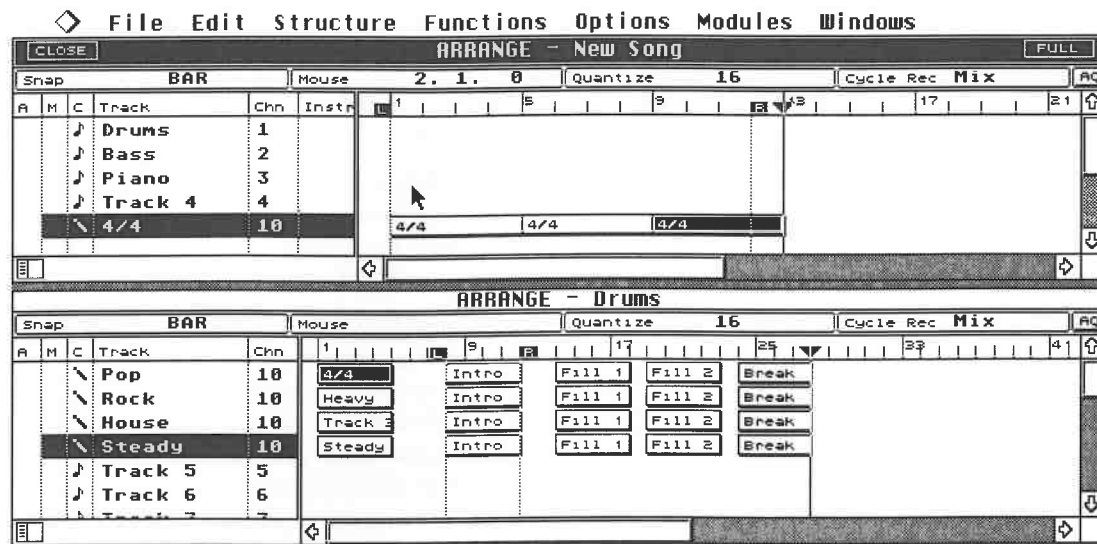 File Edit Structure Functions Options Modules Windows
CLOSE ARRANGE - New Song FULL
Snap BAR Mouse 2. 1. 0 Quantize 16 Cycle Rec Mix
A M C Track Chn Instr L 1 5 9 R 13 17 21
Drums 1
Bass 2
Piano 3
Track 4 4
4/4 10 4/4 4/4 4/4
ARRANGE - Drums
Snap BAR Mouse Quantize 16 Cycle Rec Mix
A M C Track Chn 1 L 9 R 17 25 33 41
Pop 10 4/4 Intro Fill 1 Fill 2 Break
Rock 10 Heavy Intro Fill 1 Fill 2 Break
House 10 Track 3 Intro Fill 1 Fill 2 Break
Steady 10 Steady Intro Fill 1 Fill 2 Break
Track 5 5
Track 6 6